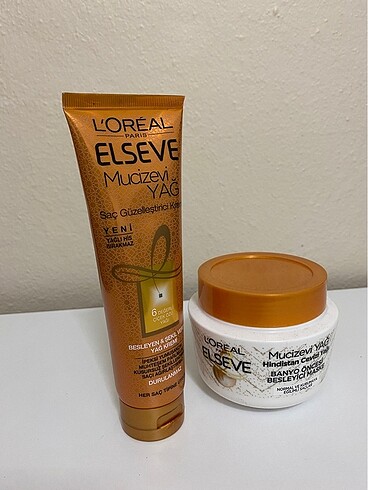 L'ORÉAL
PARIS
ELSEVE
Mucizevi
YAĞ
Saç Güzelleştirici
YENİ
YAĞLI HİS
BIRAKMAZ
6
BESLEYEN & ŞEKİL
YAĞ KREMİ
DURULANMAZ
HER SAÇ TİPİNE
L'ORÉAL
ELSEVE
Mucizevi YAĞ
Hindistan Cevizi Yağı
BANYO ÖNCESİ
BESLEYİCİ MASKE
NORMAL VE KURUMAYA
EĞİLİMLİ SAÇLAR